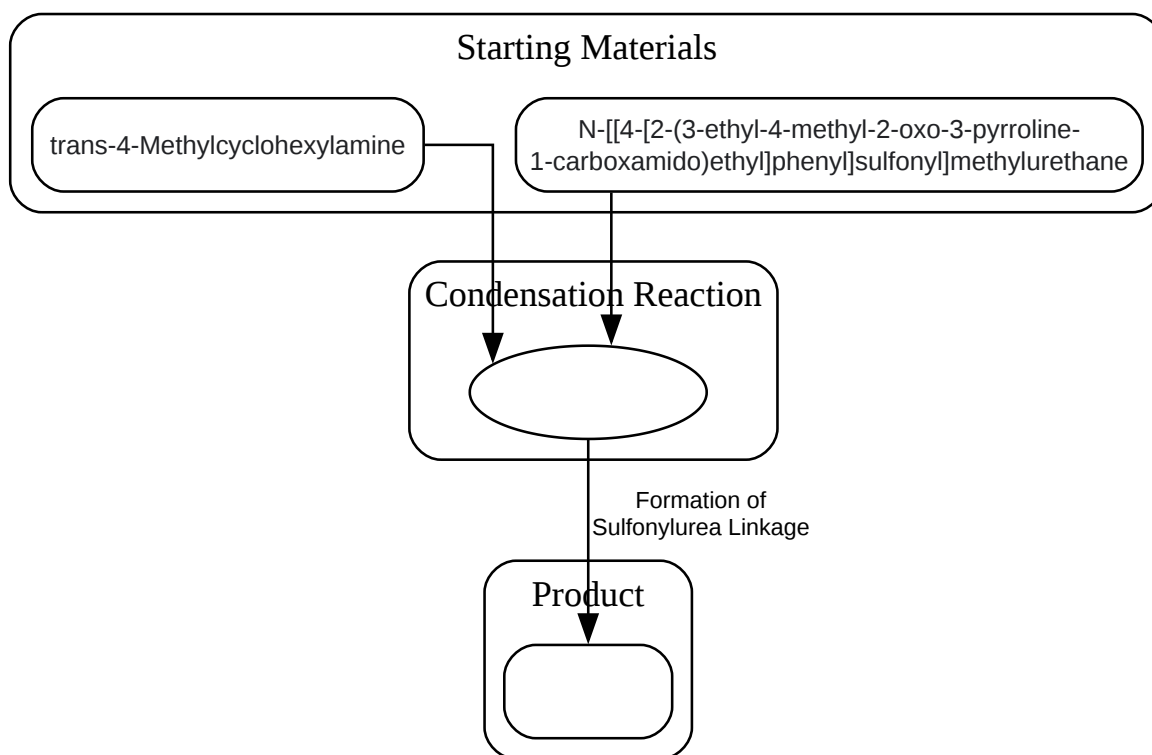 Starting Materials
trans-4-Methylcyclohexylamine
N-[[4-[2-(3-ethyl-4-methyl-2-oxo-3-pyrroline-
1-carboxamido)ethyl]phenyl]sulfonyl]methylurethane
Condensation Reaction
Formation of
Sulfonylurea Linkage
Product